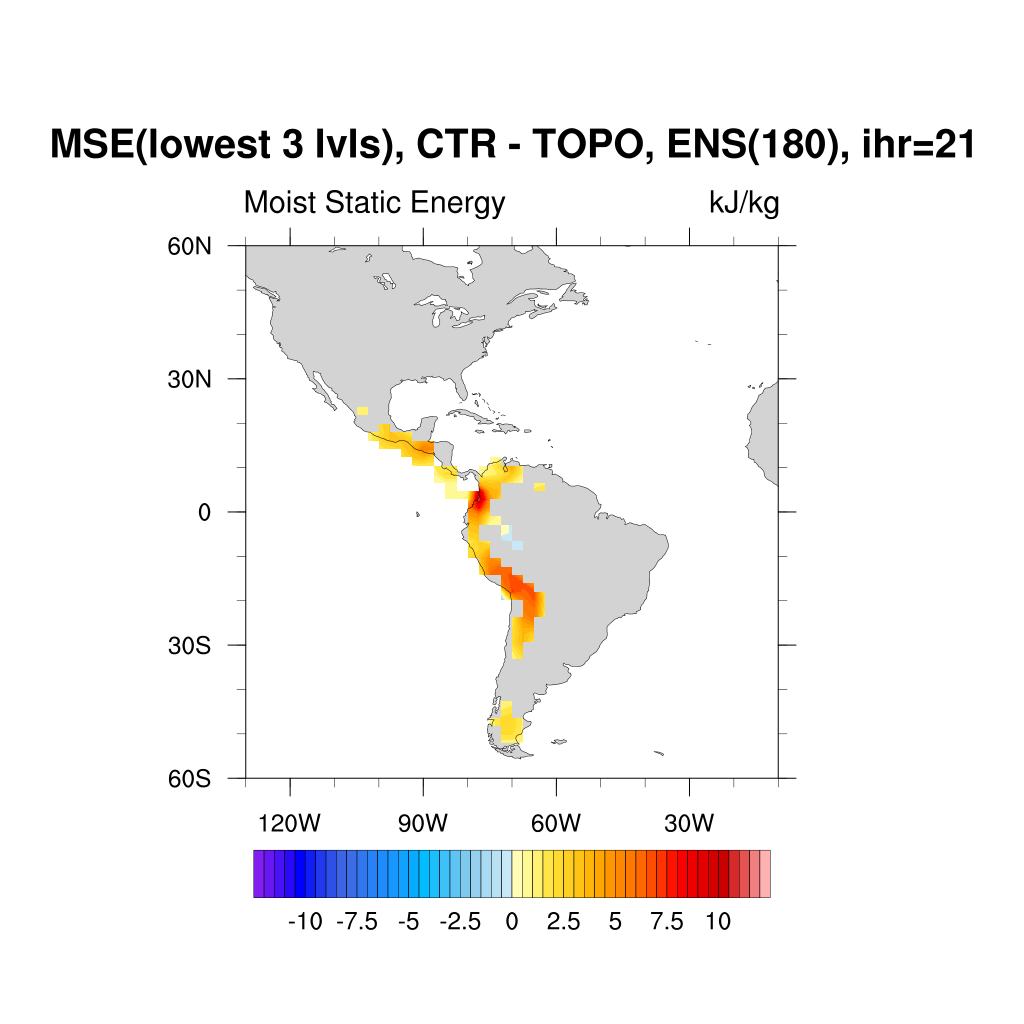 MSE(lowest 3 lvls), CTR - TOPO, ENS(180), ihr=21
Moist Static Energy kJ/kg
60N
30N
0
30S
60S
120W 90W 60W 30W
-10 -7.5 -5 -2.5 0 2.5 5 7.5 10